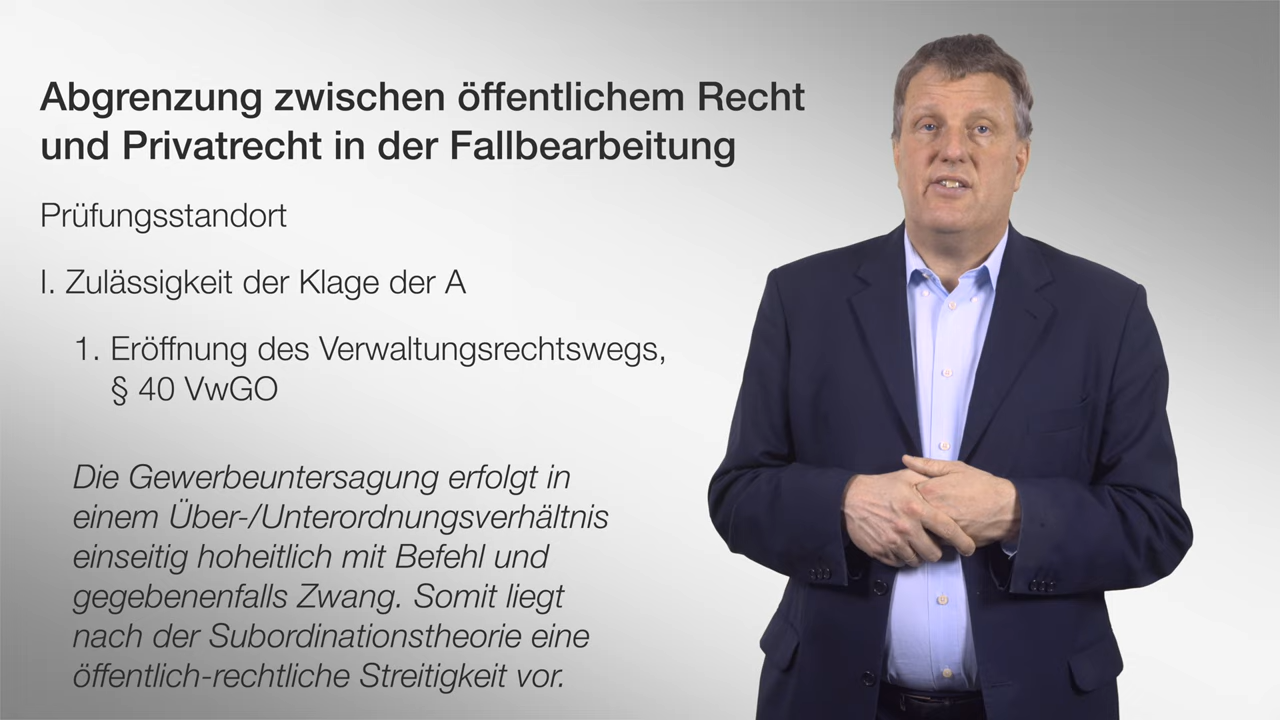 Abgrenzung zwischen öffentlichem Recht
und Privatrecht in der Fallbearbeitung
Prüfungsstandort
I. Zulässigkeit der Klage der A
1. Eröffnung des Verwaltungsrechtswegs,
§ 40 VwGO
Die Gewerbeuntersagung erfolgt in
einem Über-/Unterordnungsverhältnis
einseitig hoheitlich mit Befehl und
gegebenenfalls Zwang. Somit liegt
nach der Subordinationstheorie eine
öffentlich-rechtliche Streitigkeit vor.